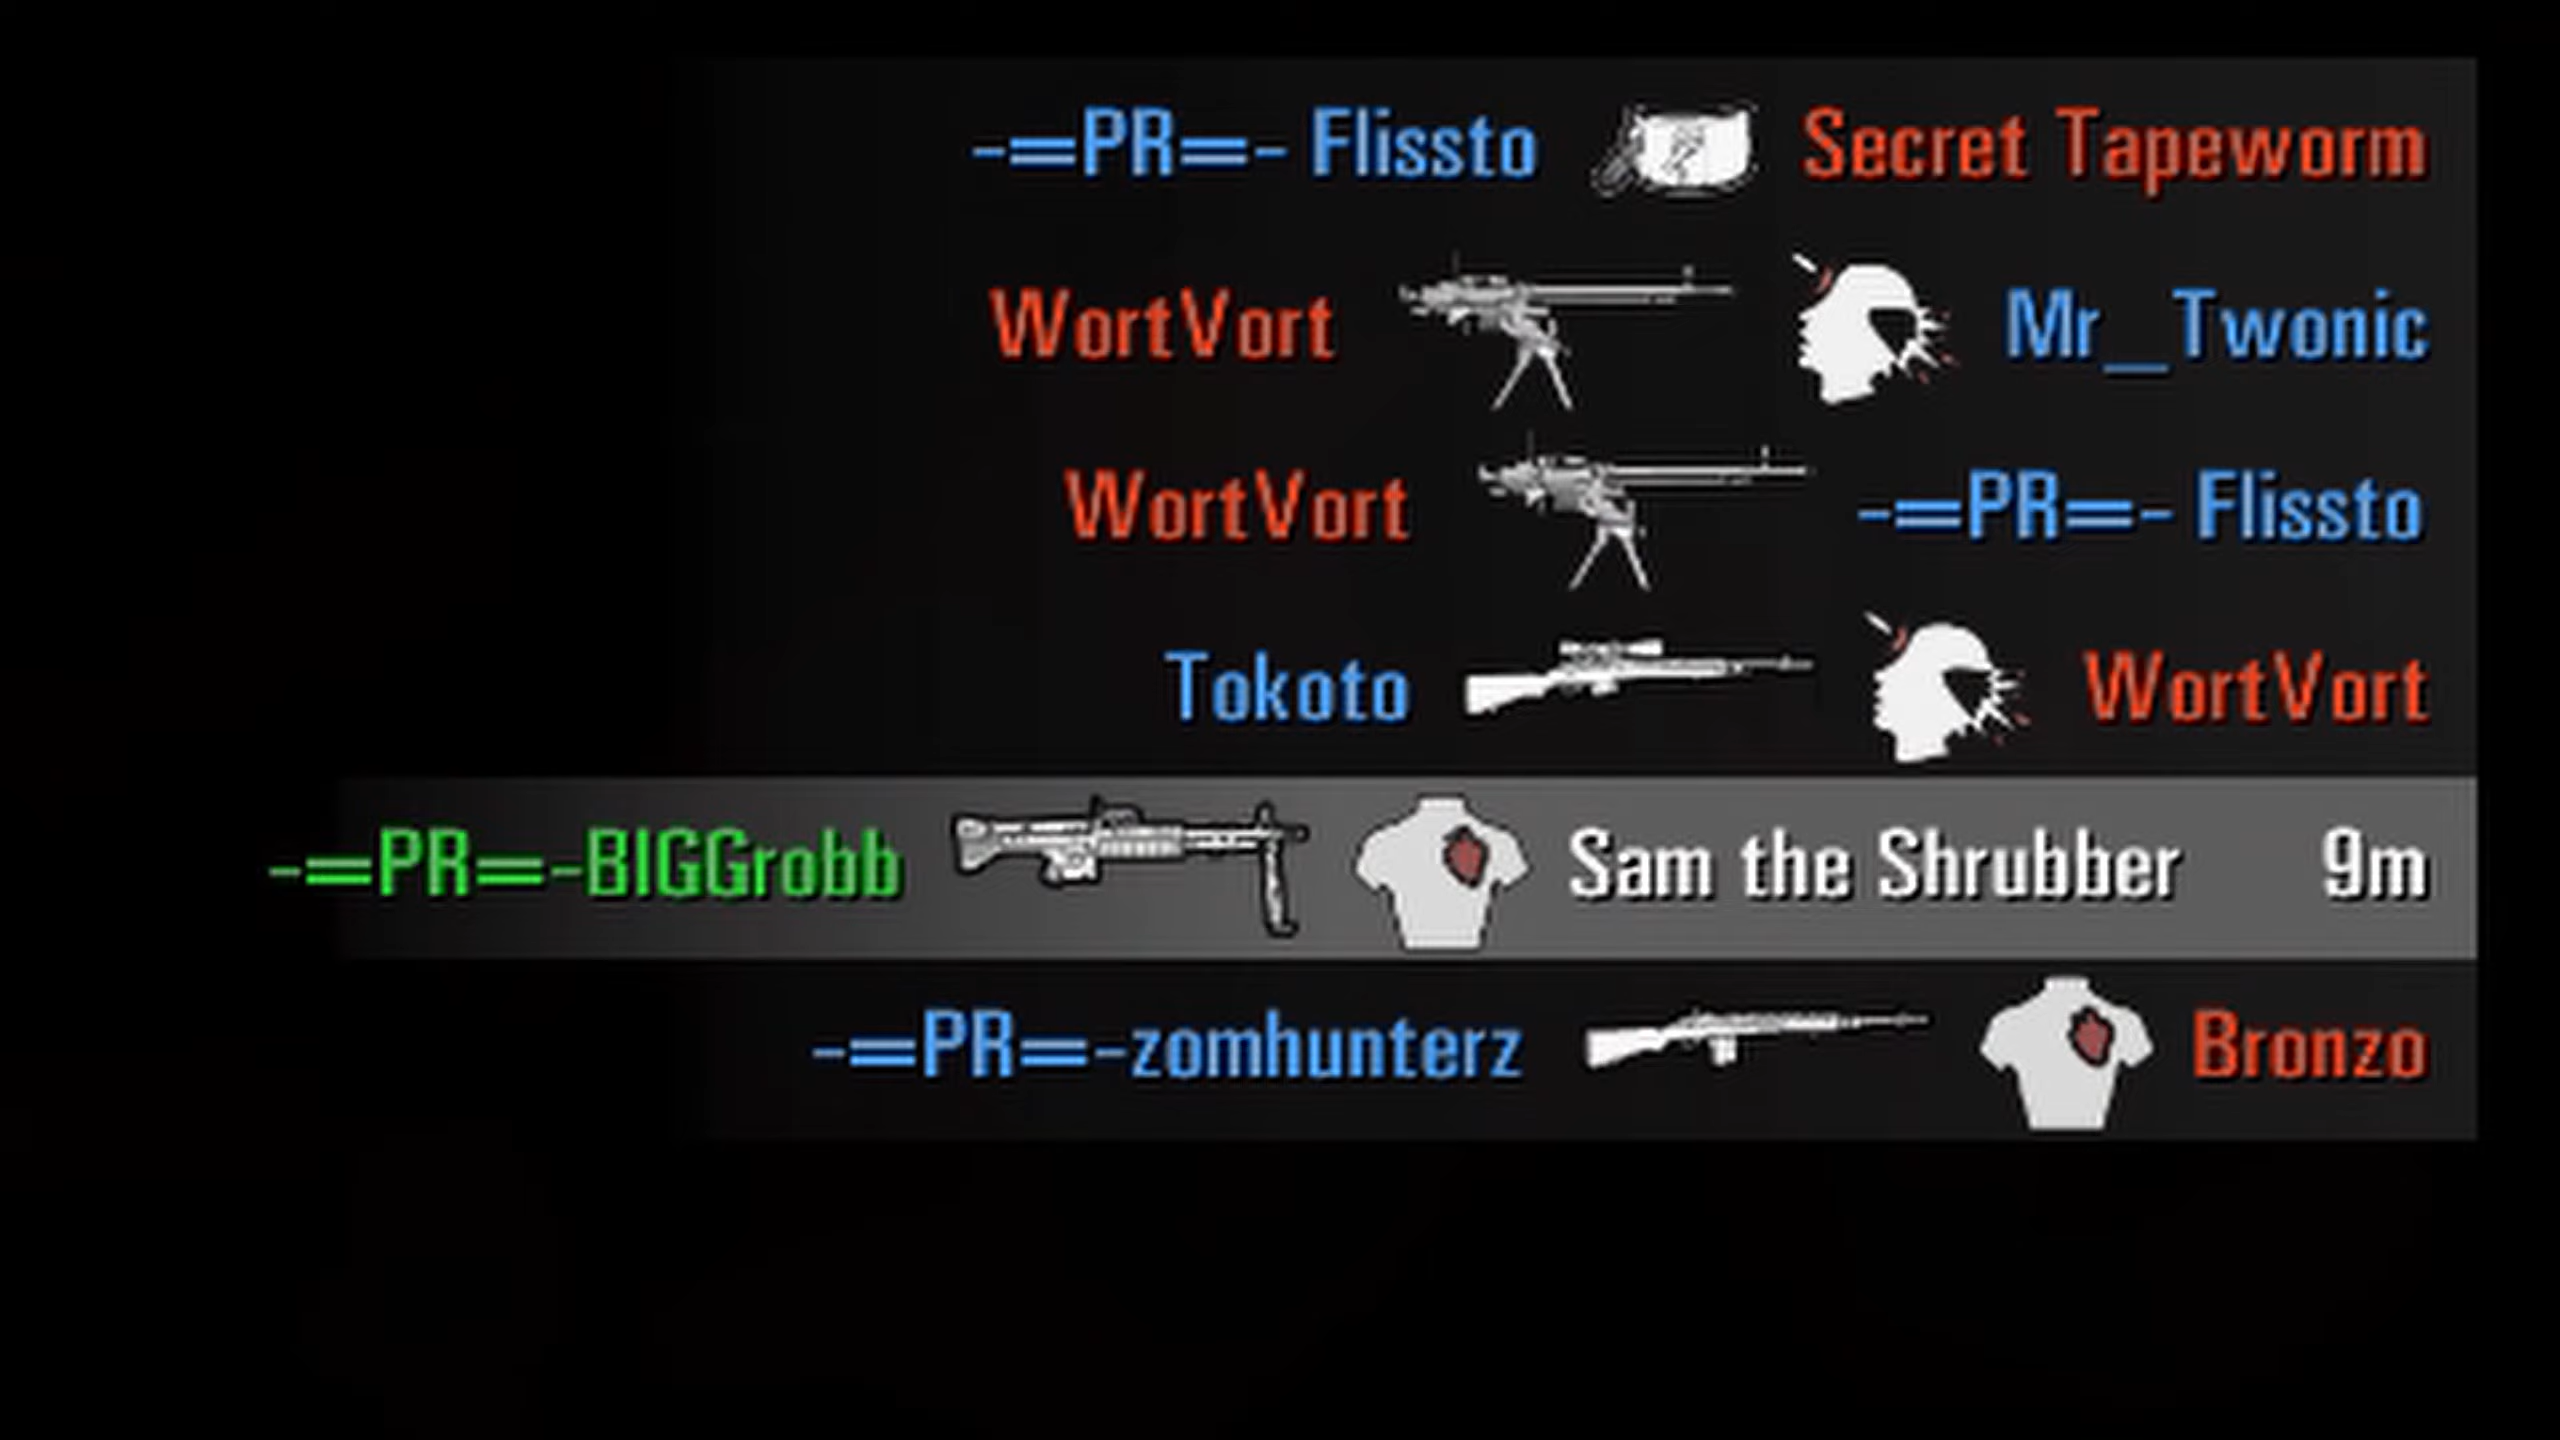 -=PR=- Flissto Secret Tapeworm
WortVort Mr_Twonic
WortVort -=PR=- Flissto
Tokoto WortVort
-=PR=-BIGGrobb Sam the Shrubber 9m
-=PR=-zomhunterz Bronzo